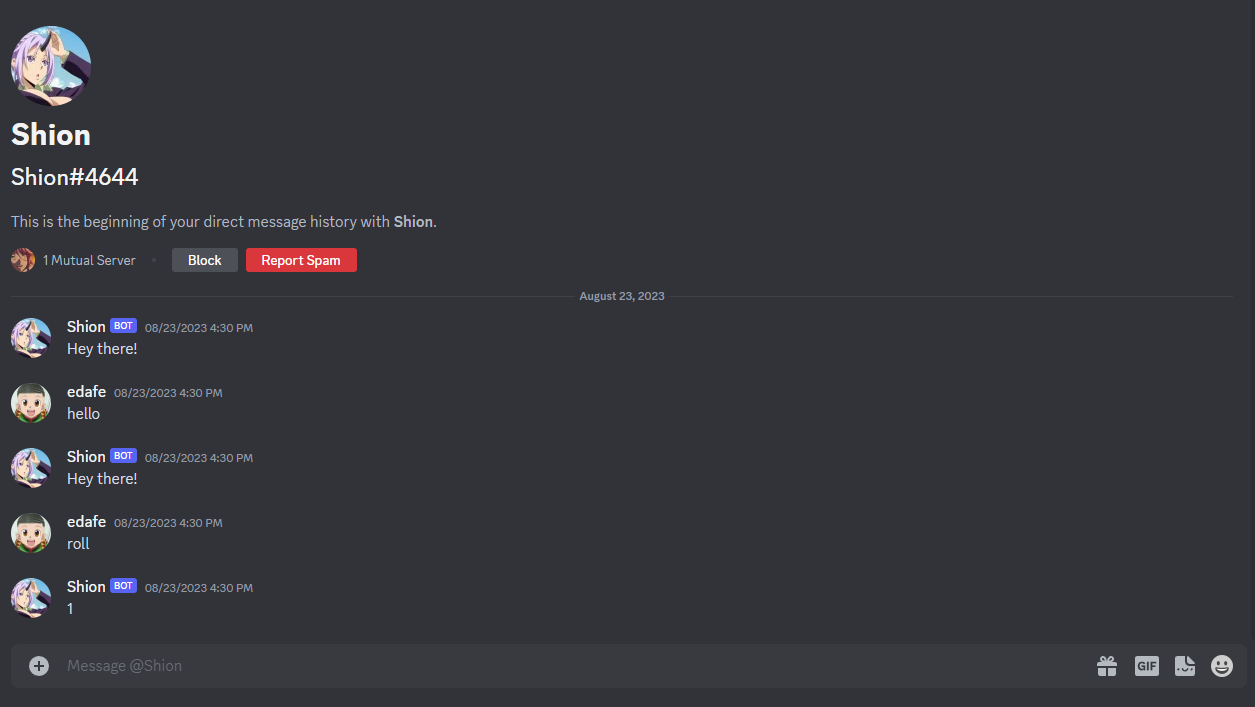 Shion
Shion#4644
This is the beginning of your direct message history with Shion.
1 Mutual Server
Block
Report Spam
August 23, 2023
Shion BOT 08/23/2023 4:30 PM
Hey there!
edafe 08/23/2023 4:30 PM
hello
Shion BOT 08/23/2023 4:30 PM
Hey there!
edafe 08/23/2023 4:30 PM
roll
Shion BOT 08/23/2023 4:30 PM
1
Message @Shion
GIF